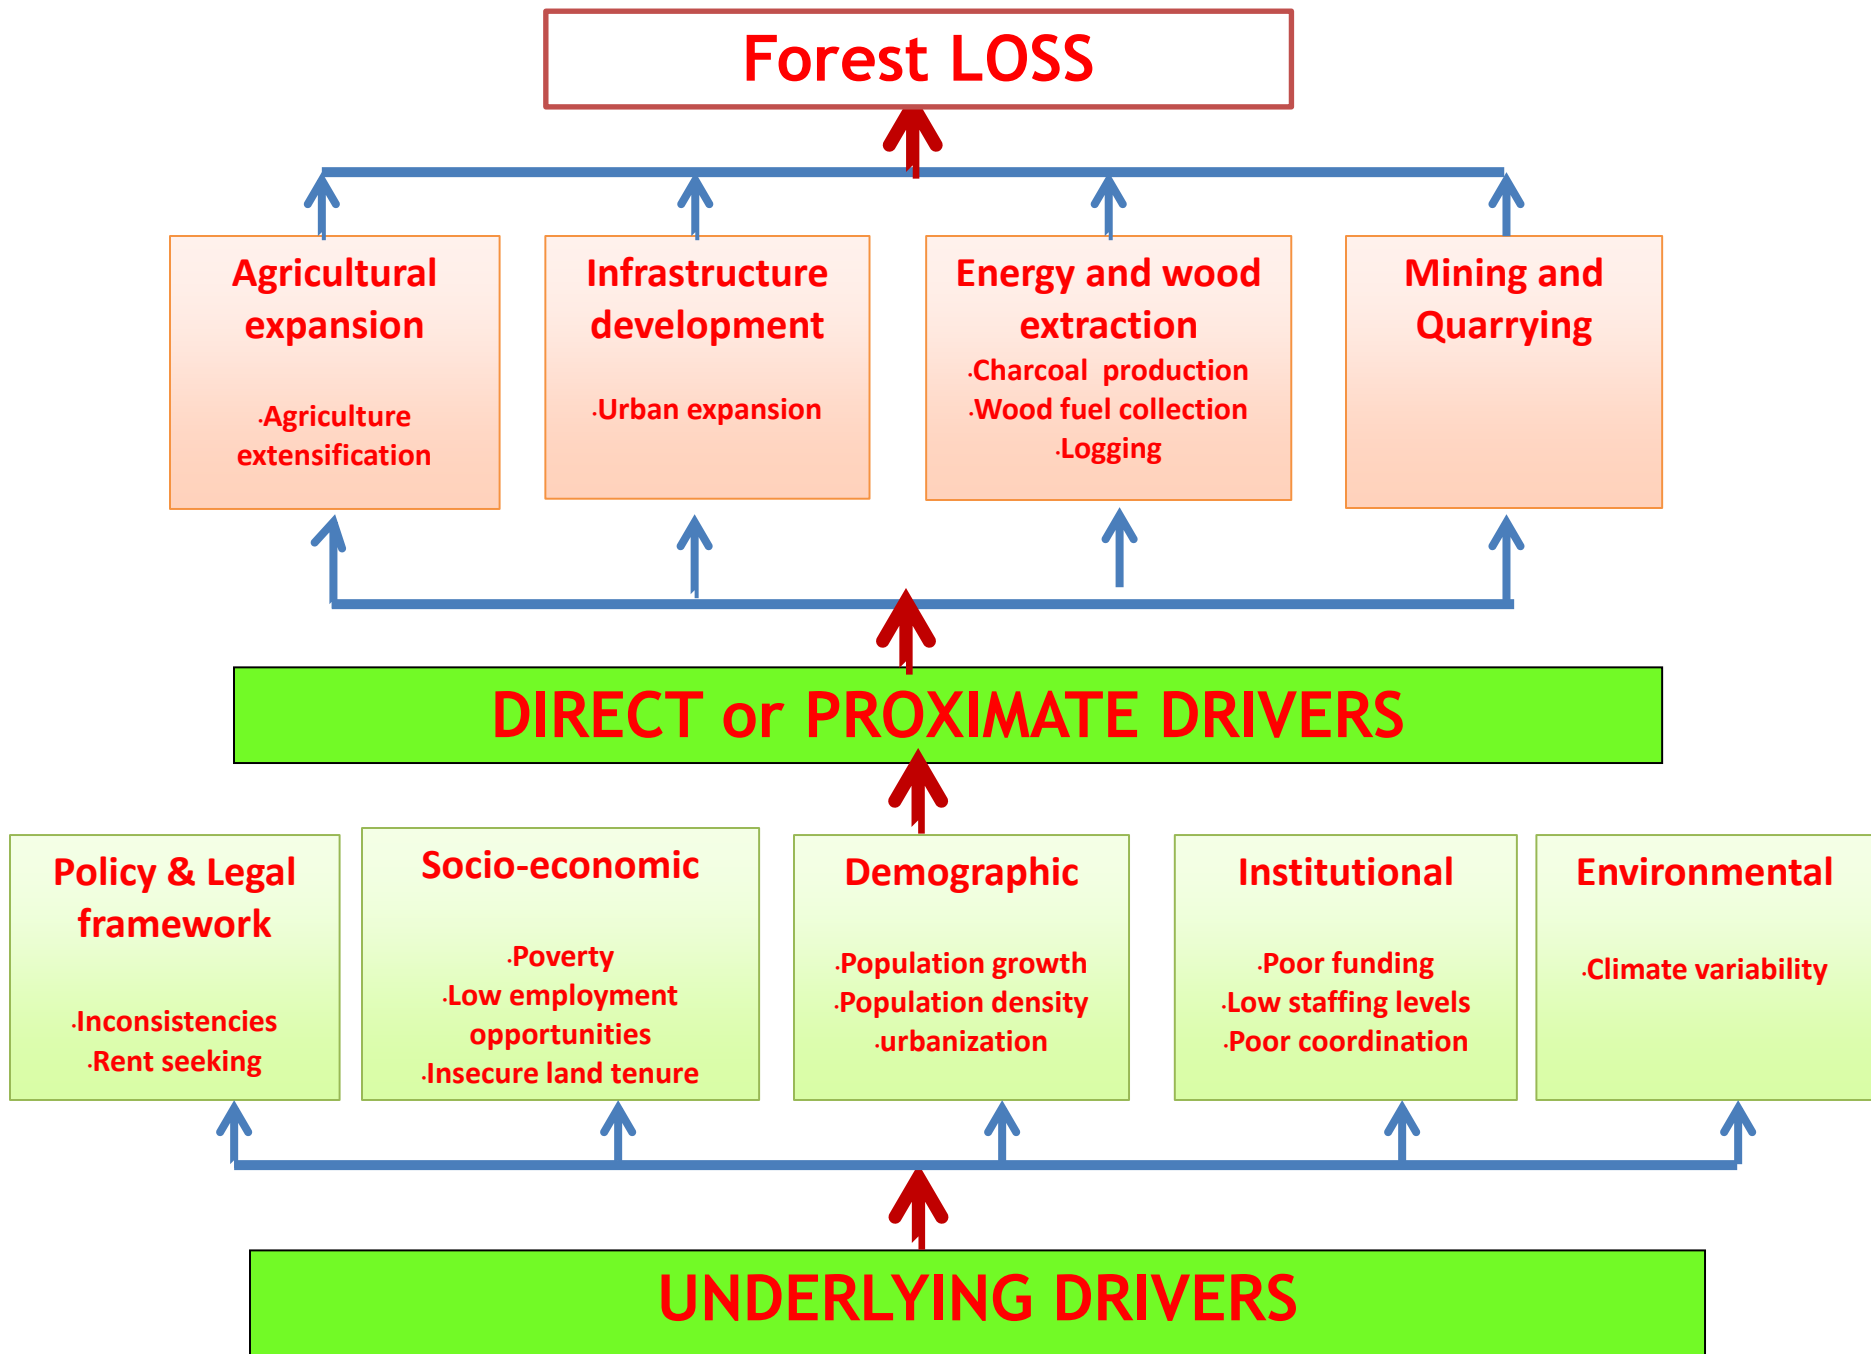 Forest LOSS
Agricultural
expansion
·Agriculture
extensification
Infrastructure
development
·Urban expansion
Energy and wood
extraction
·Charcoal  production
·Wood fuel collection
·Logging
Mining and
Quarrying
DIRECT or PROXIMATE DRIVERS
Policy & Legal
framework
·Inconsistencies
·Rent seeking
Socio-economic
·Poverty
·Low employment
opportunities
·Insecure land tenure
Demographic
·Population growth
·Population density
·urbanization
Institutional
·Poor funding
·Low staffing levels
·Poor coordination
Environmental
·Climate variability
UNDERLYING DRIVERS